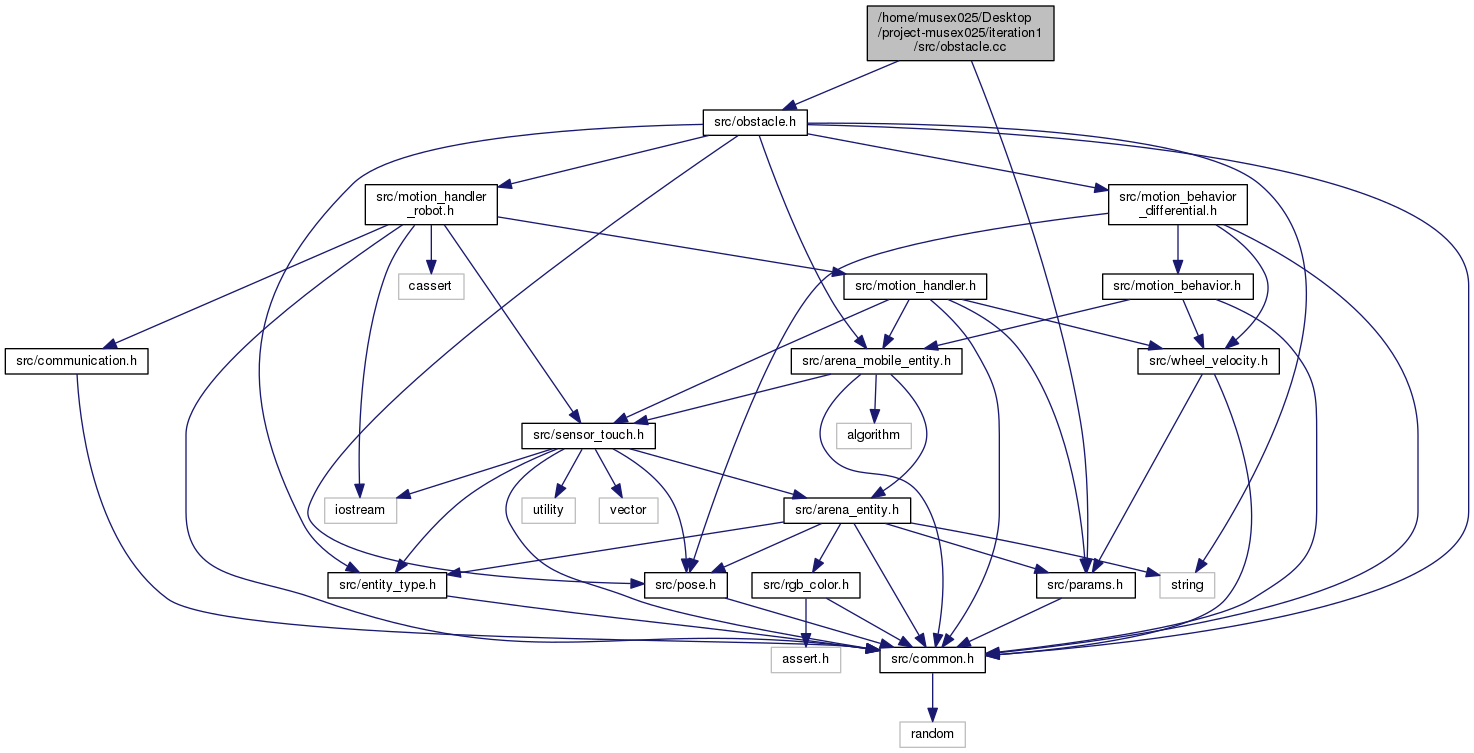 /home/musex025/Desktop
/project-musex025/iteration1
/src/obstacle.cc
src/obstacle.h
src/motion_handler
_robot.h
src/motion_behavior
_differential.h
cassert
src/motion_handler.h
src/motion_behavior.h
src/communication.h
src/arena_mobile_entity.h
src/wheel_velocity.h
src/sensor_touch.h
algorithm
iostream
utility
vector
src/arena_entity.h
src/entity_type.h
src/pose.h
src/rgb_color.h
src/params.h
string
assert.h
src/common.h
random